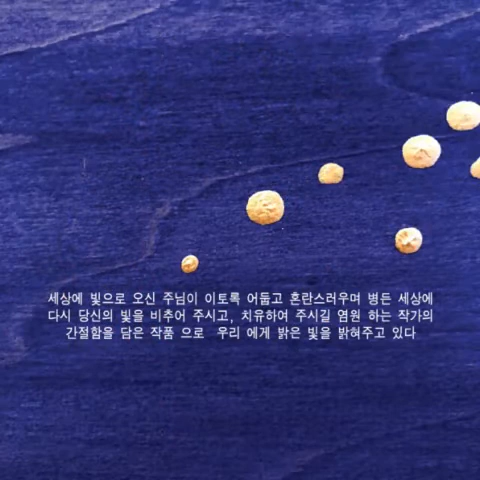 세상에 빛으로 오신 주님이 이토록 어둡고 혼란스러우며 병든 세상에
다시 당신의 빛을 비추어 주시고, 치유하여 주시길 염원 하는 작가의
간절함을 담은 작품 으로 우리 에게 밝은 빛을 밝혀주고 있다